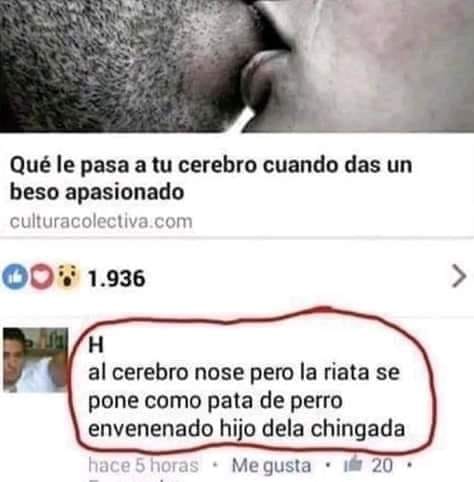 Qué le pasa a tu cerebro cuando das un
beso apasionado
culturacolectiva.com
1.936
H
al cerebro nose pero la riata se
pone como pata de perro
envenenado hijo dela chingada
hace 5 horas · Me gusta · 20 ·